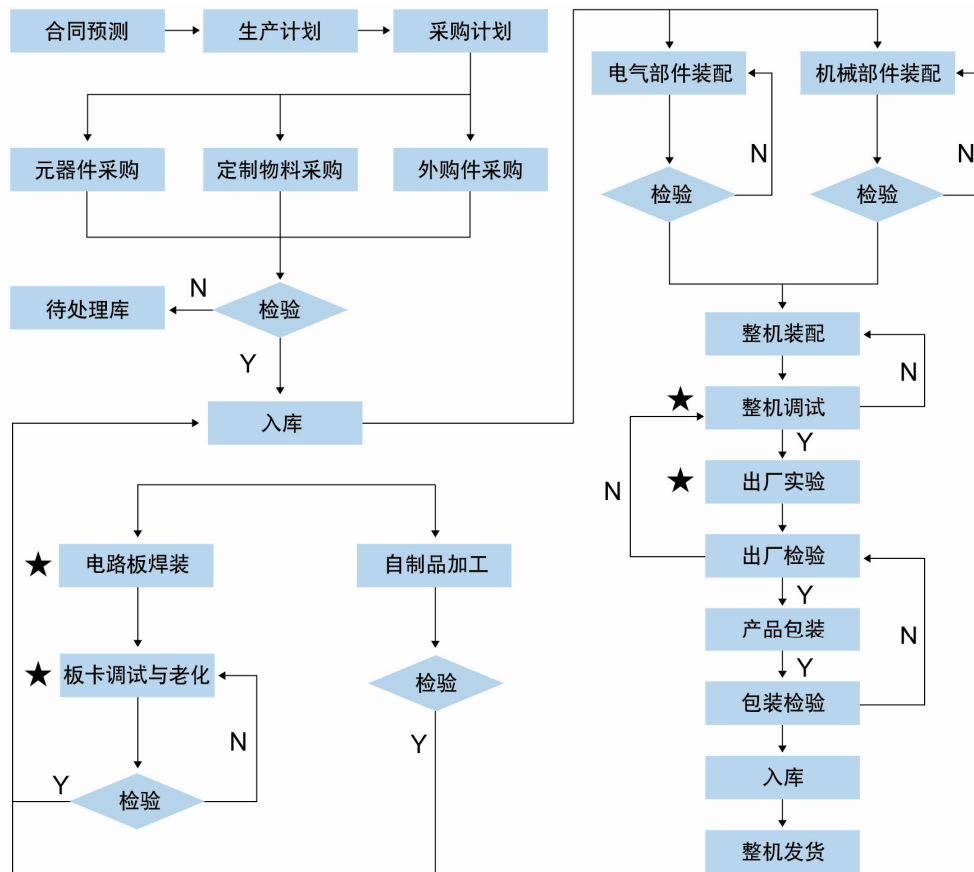 合同预测
生产计划
采购计划
元器件采购
定制物料采购
外购件采购
检验
N
待处理库
Y
入库
电路板焊装
自制品加工
板卡调试与老化
检验
N
Y
检验
Y
电气部件装配
机械部件装配
N
N
检验
检验
整机装配
N
整机调试
Y
N
出厂实验
出厂检验
Y
产品包装
N
Y
包装检验
入库
整机发货